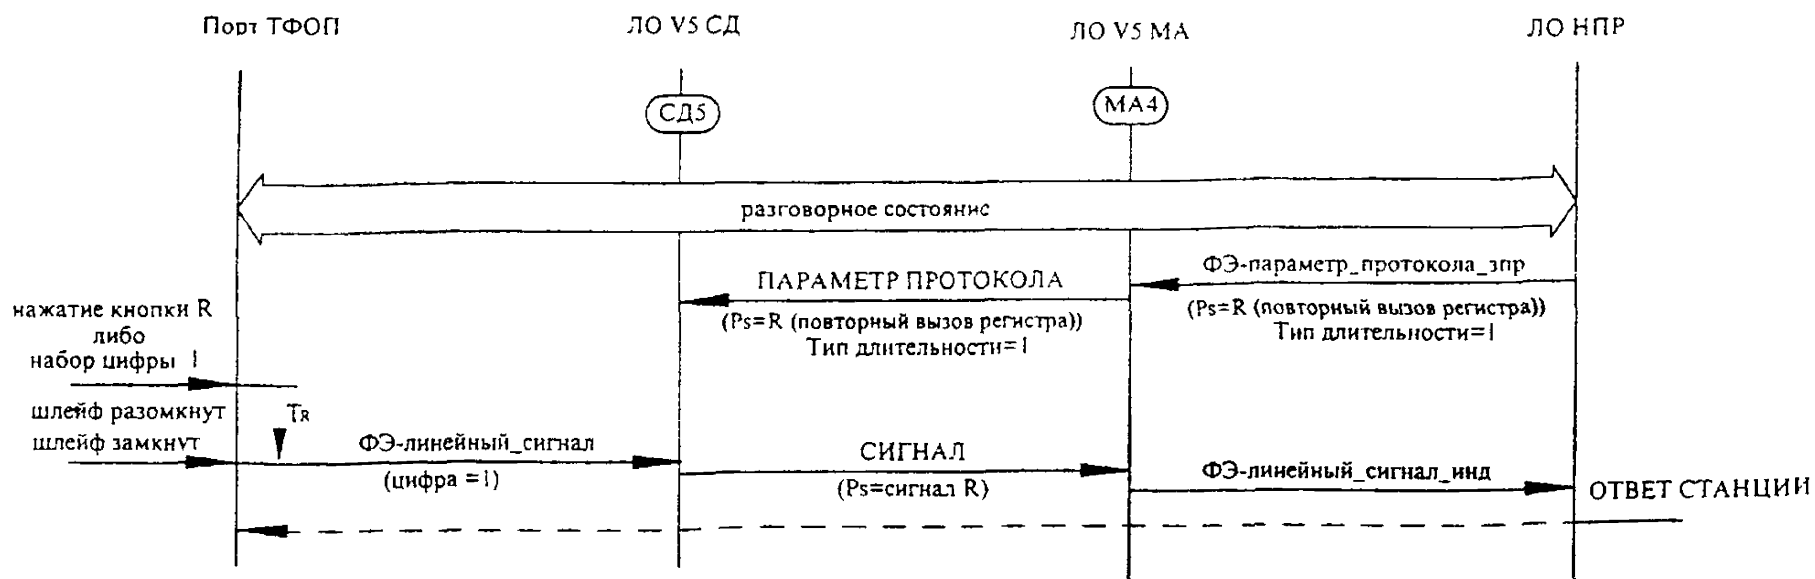 Порт ТФОП
ЛО V5 СД
ЛО V5 МА
ЛО НПР
СД5
МА4
разговорное состояние
ФЭ-параметр_протокола_зпр
ПАРАМЕТР ПРОТОКОЛА
(Ps=R (повторный вызов регистра))
Тип длительности=1
(Ps=R (повторный вызов регистра))
Тип длительности=1
нажатие кнопки R
либо
набор цифры 1
шлейф разомкнут
TR
шлейф замкнут
ФЭ-линейный_сигнал
(цифра =1)
СИГНАЛ
(Ps=сигнал R)
ФЭ-линейный_сигнал_инд
ОТВЕТ СТАНЦИИ